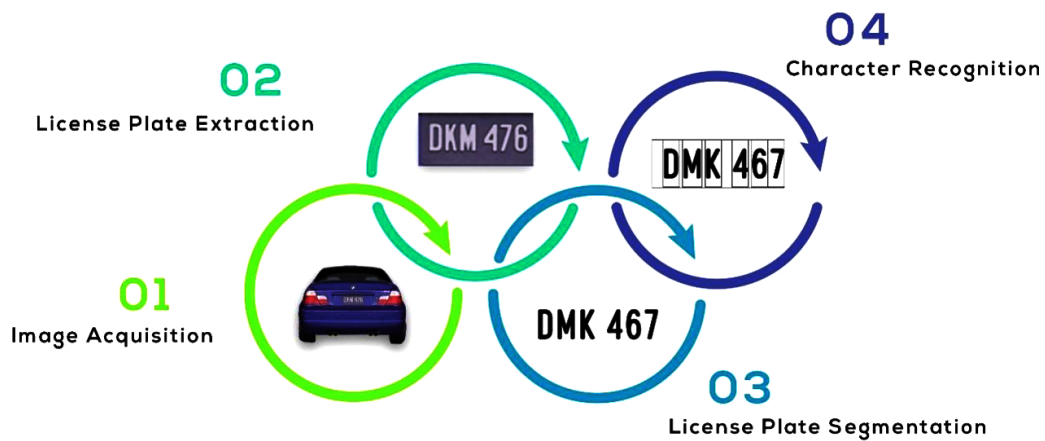 01
Image Acquisition
02
License Plate Extraction
DKM 476
03
License Plate Segmentation
DMK 467
04
Character Recognition
DMK 467